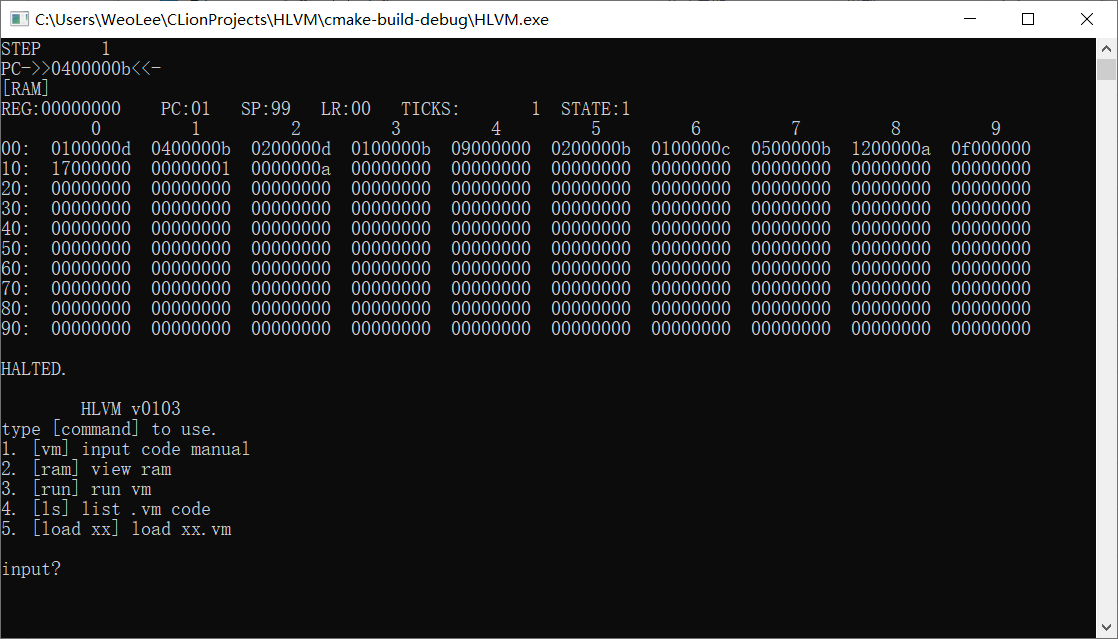 C:\Users\WeoLee\CLionProjects\HLVM\cmake-build-debug\HLVM.exe
STEP      1
PC->>0400000b<<-
[RAM]
REG:00000000    PC:01   SP:99   LR:00   TICKS:       1  STATE:1
         0         1         2         3         4         5         6         7         8         9
00:  0100000d  0400000b  0200000d  0100000b  09000000  0200000b  0100000c  0500000b  1200000a  0f000000
10:  17000000  00000001  0000000a  00000000  00000000  00000000  00000000  00000000  00000000  00000000
20:  00000000  00000000  00000000  00000000  00000000  00000000  00000000  00000000  00000000  00000000
30:  00000000  00000000  00000000  00000000  00000000  00000000  00000000  00000000  00000000  00000000
40:  00000000  00000000  00000000  00000000  00000000  00000000  00000000  00000000  00000000  00000000
50:  00000000  00000000  00000000  00000000  00000000  00000000  00000000  00000000  00000000  00000000
60:  00000000  00000000  00000000  00000000  00000000  00000000  00000000  00000000  00000000  00000000
70:  00000000  00000000  00000000  00000000  00000000  00000000  00000000  00000000  00000000  00000000
80:  00000000  00000000  00000000  00000000  00000000  00000000  00000000  00000000  00000000  00000000
90:  00000000  00000000  00000000  00000000  00000000  00000000  00000000  00000000  00000000  00000000
HALTED.
        HLVM v0103
type [command] to use.
1. [vm] input code manual
2. [ram] view ram
3. [run] run vm
4. [ls] list .vm code
5. [load xx] load xx.vm
input?